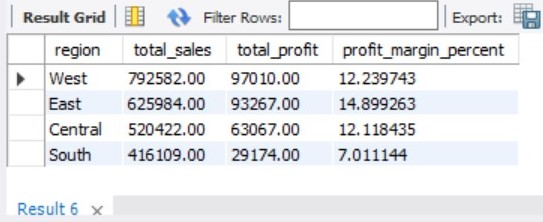 Result Grid Filter Rows: Export:
region total_sales total_profit profit_margin_percent
West 792582.00 97010.00 12.239743
East 625984.00 93267.00 14.899263
Central 520422.00 63067.00 12.118435
South 416109.00 29174.00 7.011144
Result 6 ×